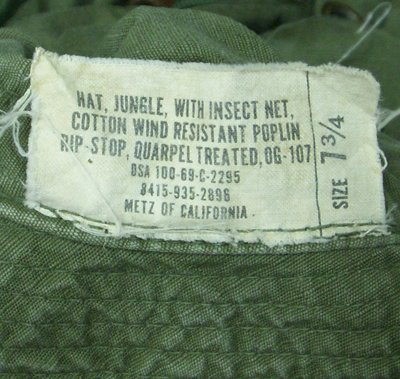 HAT, JUNGLE, WITH INSECT NET,
COTTON WIND RESISTANT POPLIN
RIP-STOP, QUARPEL TREATED, OG-107
DSA 100-69-C-2295
8415-935-2896
METZ OF CALIFORNIA
SIZE 7 3/4